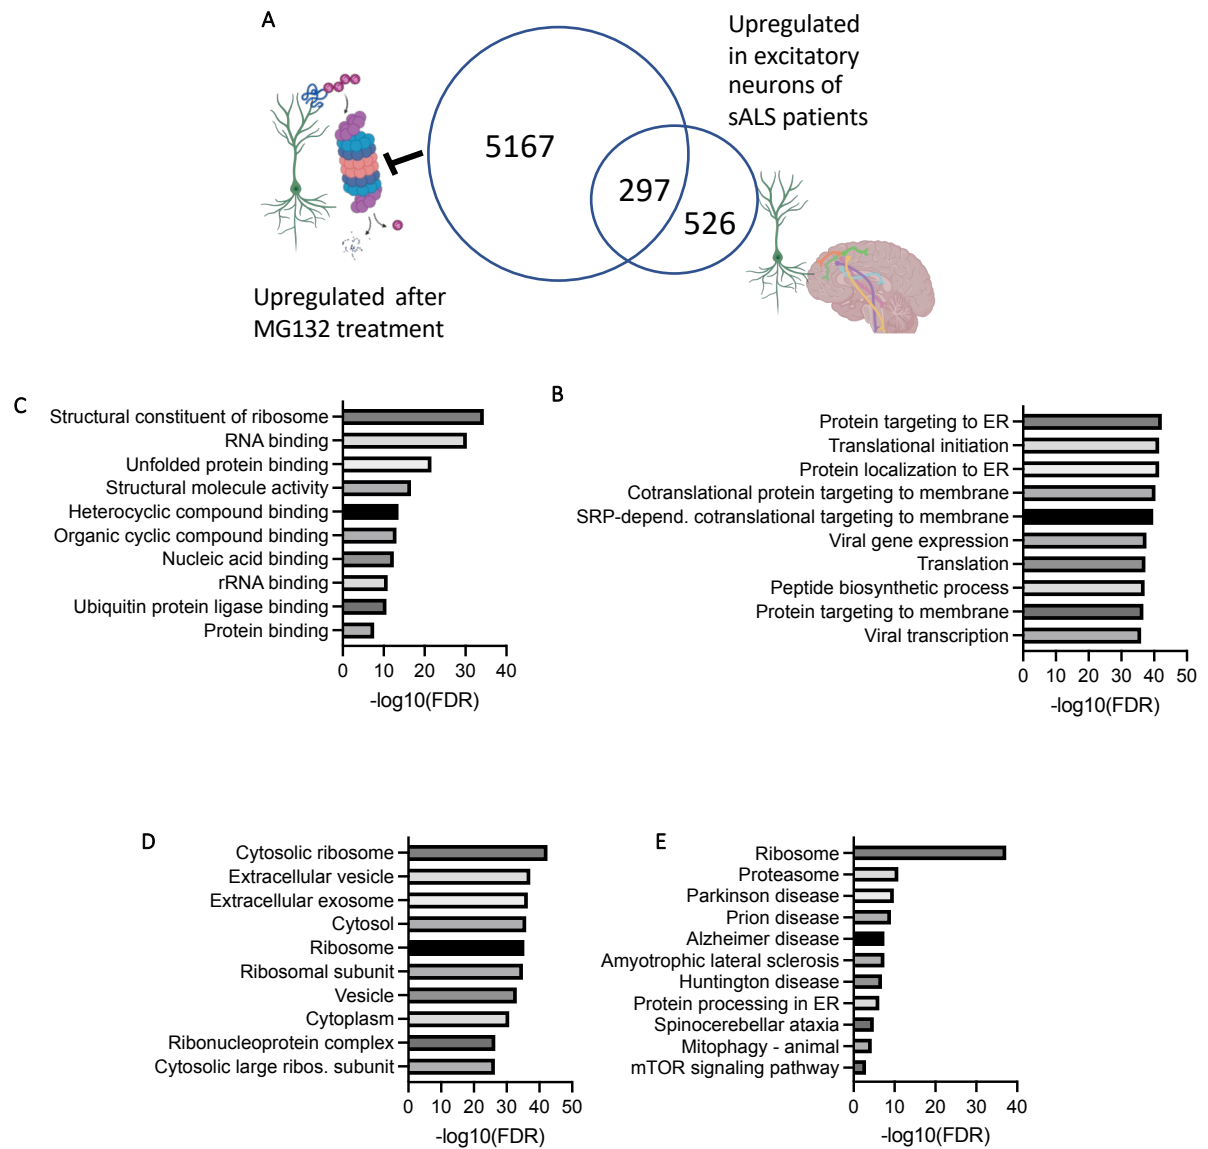 A
Upregulated
in excitatory
neurons of
sALS patients
5167
297
526
Upregulated after
MG132 treatment
C
Structural constituent of ribosome
RNA binding
Unfolded protein binding
Structural molecule activity
Heterocyclic compound binding
Organic cyclic compound binding
Nucleic acid binding
rRNA binding
Ubiquitin protein ligase binding
Protein binding
0 10 20 30 40
-log10(FDR)
B
Protein targeting to ER
Translational initiation
Protein localization to ER
Cotranslational protein targeting to membrane
SRP-depend. cotranslational targeting to membrane
Viral gene expression
Translation
Peptide biosynthetic process
Protein targeting to membrane
Viral transcription
0 10 20 30 40 50
-log10(FDR)
D
Cytosolic ribosome
Extracellular vesicle
Extracellular exosome
Cytosol
Ribosome
Ribosomal subunit
Vesicle
Cytoplasm
Ribonucleoprotein complex
Cytosolic large ribos. subunit
0 10 20 30 40 50
-log10(FDR)
E
Ribosome
Proteasome
Parkinson disease
Prion disease
Alzheimer disease
Amyotrophic lateral sclerosis
Huntington disease
Protein processing in ER
Spinocerebellar ataxia
Mitophagy - animal
mTOR signaling pathway
0 10 20 30 40
-log10(FDR)